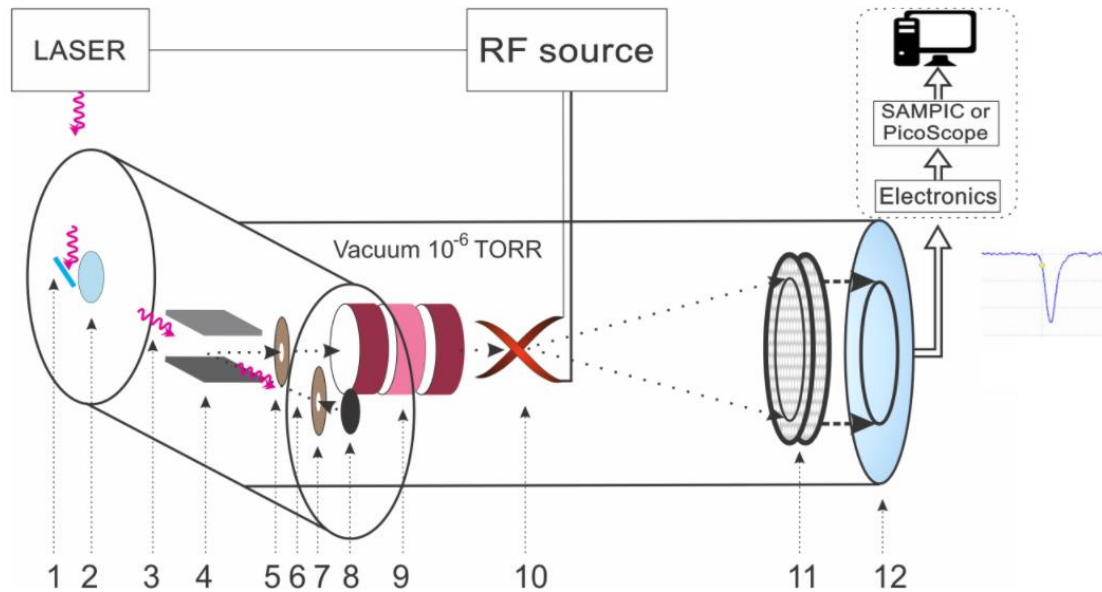 LASER
RF source
SAMPIC or
PicoScope
Electronics
Vacuum 10⁻⁶ TORR
1 2 3 4 5 6 7 8 9 10 11 12